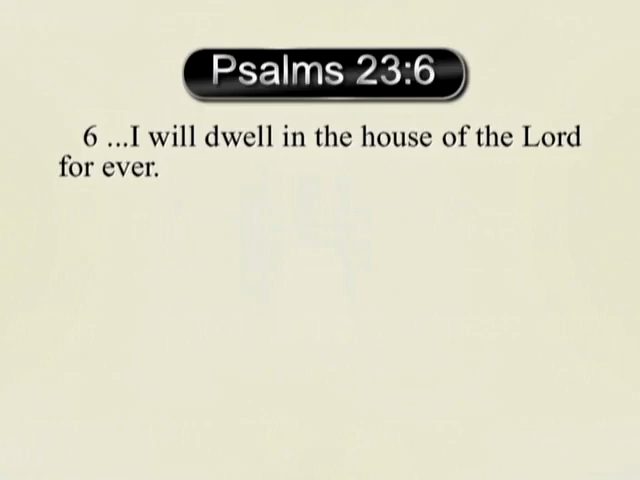 Psalms 23:6
6 ...I will dwell in the house of the Lord
for ever.